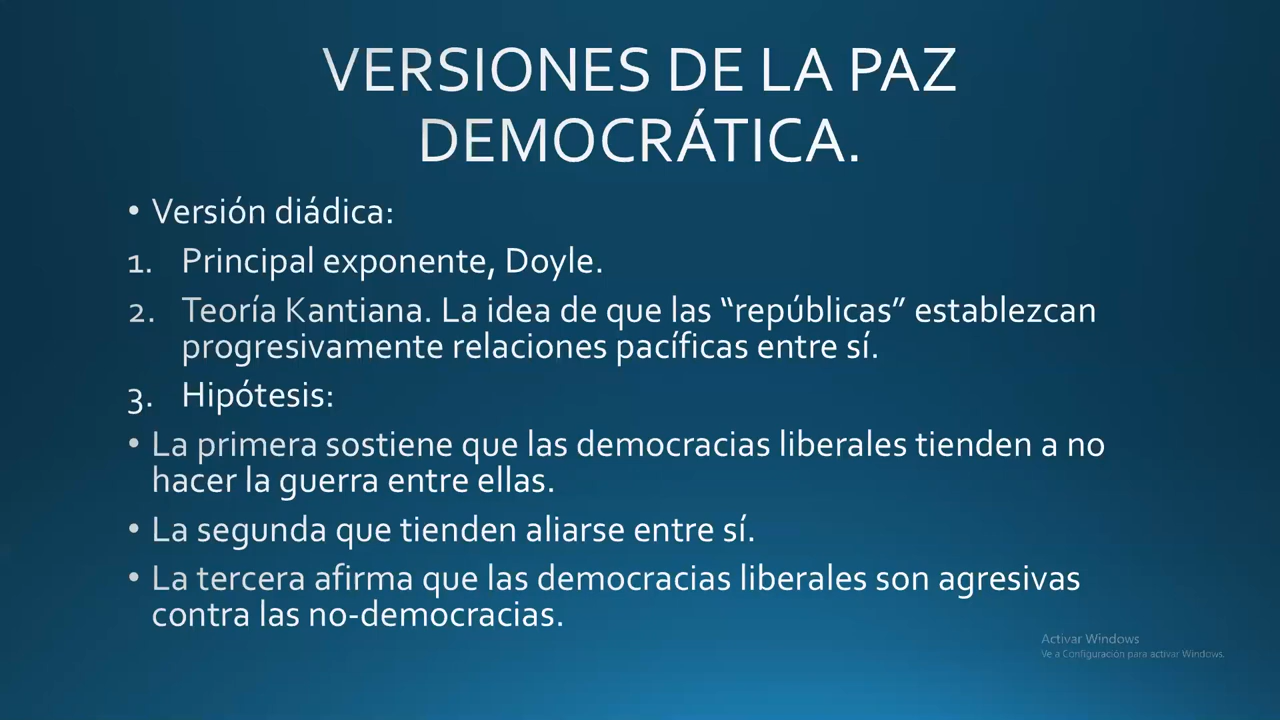 VERSIONES DE LA PAZ
DEMOCRÁTICA.
• Versión diádica:
1. Principal exponente, Doyle.
2. Teoría Kantiana. La idea de que las “repúblicas” establezcan
progresivamente relaciones pacíficas entre sí.
3. Hipótesis:
• La primera sostiene que las democracias liberales tienden a no
hacer la guerra entre ellas.
• La segunda que tienden aliarse entre sí.
• La tercera afirma que las democracias liberales son agresivas
contra las no-democracias.
Activar Windows
Ve a Configuración para activar Windows.